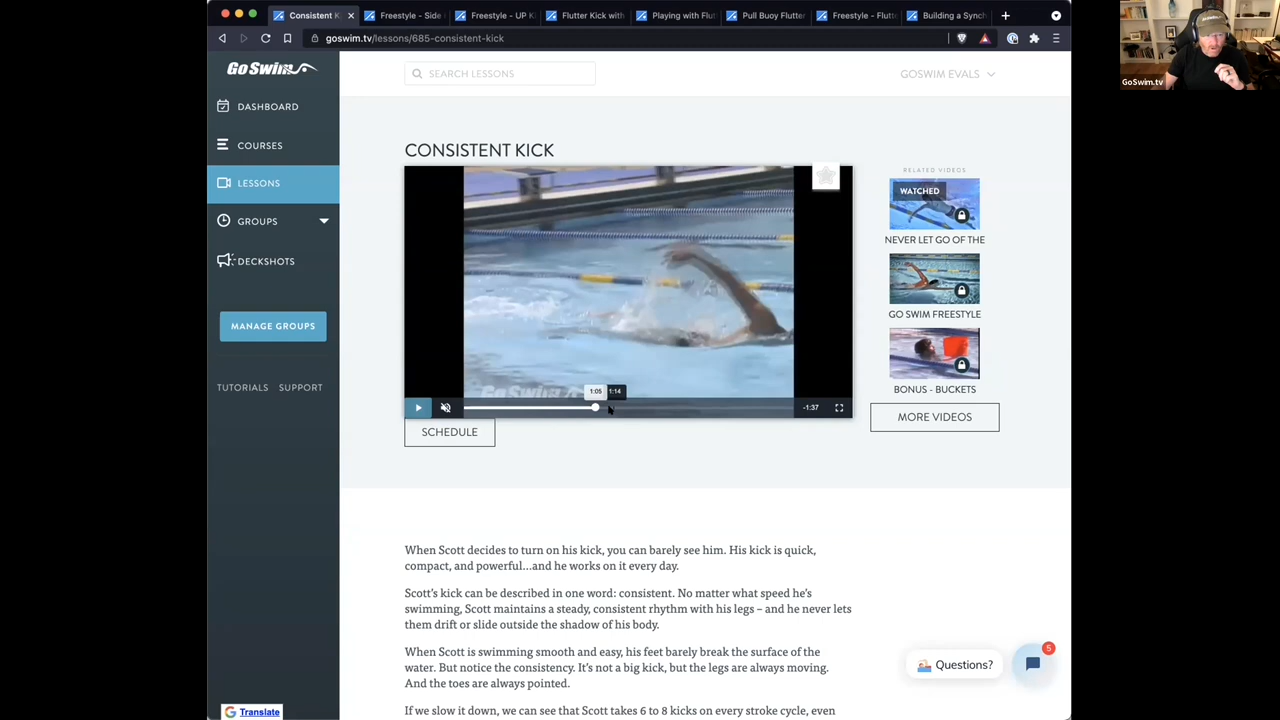 Consistent K
Freestyle - Side
Freestyle - UP K
Flutter Kick with
Playing with Flut
Pull Buoy Flutter
Freestyle - Flutte
Building a Synch
goswim.tv/lessons/685-consistent-kick
GoSwim
SEARCH LESSONS
GOSWIM EVALS
GoSwim.tv
DASHBOARD
COURSES
LESSONS
GROUPS
DECKSHOTS
MANAGE GROUPS
TUTORIALS
SUPPORT
CONSISTENT KICK
GoSwim
1:05
1:14
-1:37
SCHEDULE
RELATED VIDEOS
WATCHED
NEVER LET GO OF THE
GO SWIM FREESTYLE
BONUS - BUCKETS
MORE VIDEOS
When Scott decides to turn on his kick, you can barely see him. His kick is quick,
compact, and powerful...and he works on it every day.
Scott's kick can be described in one word: consistent. No matter what speed he's
swimming, Scott maintains a steady, consistent rhythm with his legs – and he never lets
them drift or slide outside the shadow of his body.
When Scott is swimming smooth and easy, his feet barely break the surface of the
water. But notice the consistency. It's not a big kick, but the legs are always moving.
And the toes are always pointed.
If we slow it down, we can see that Scott takes 6 to 8 kicks on every stroke cycle, even
Questions?
5
G Translate